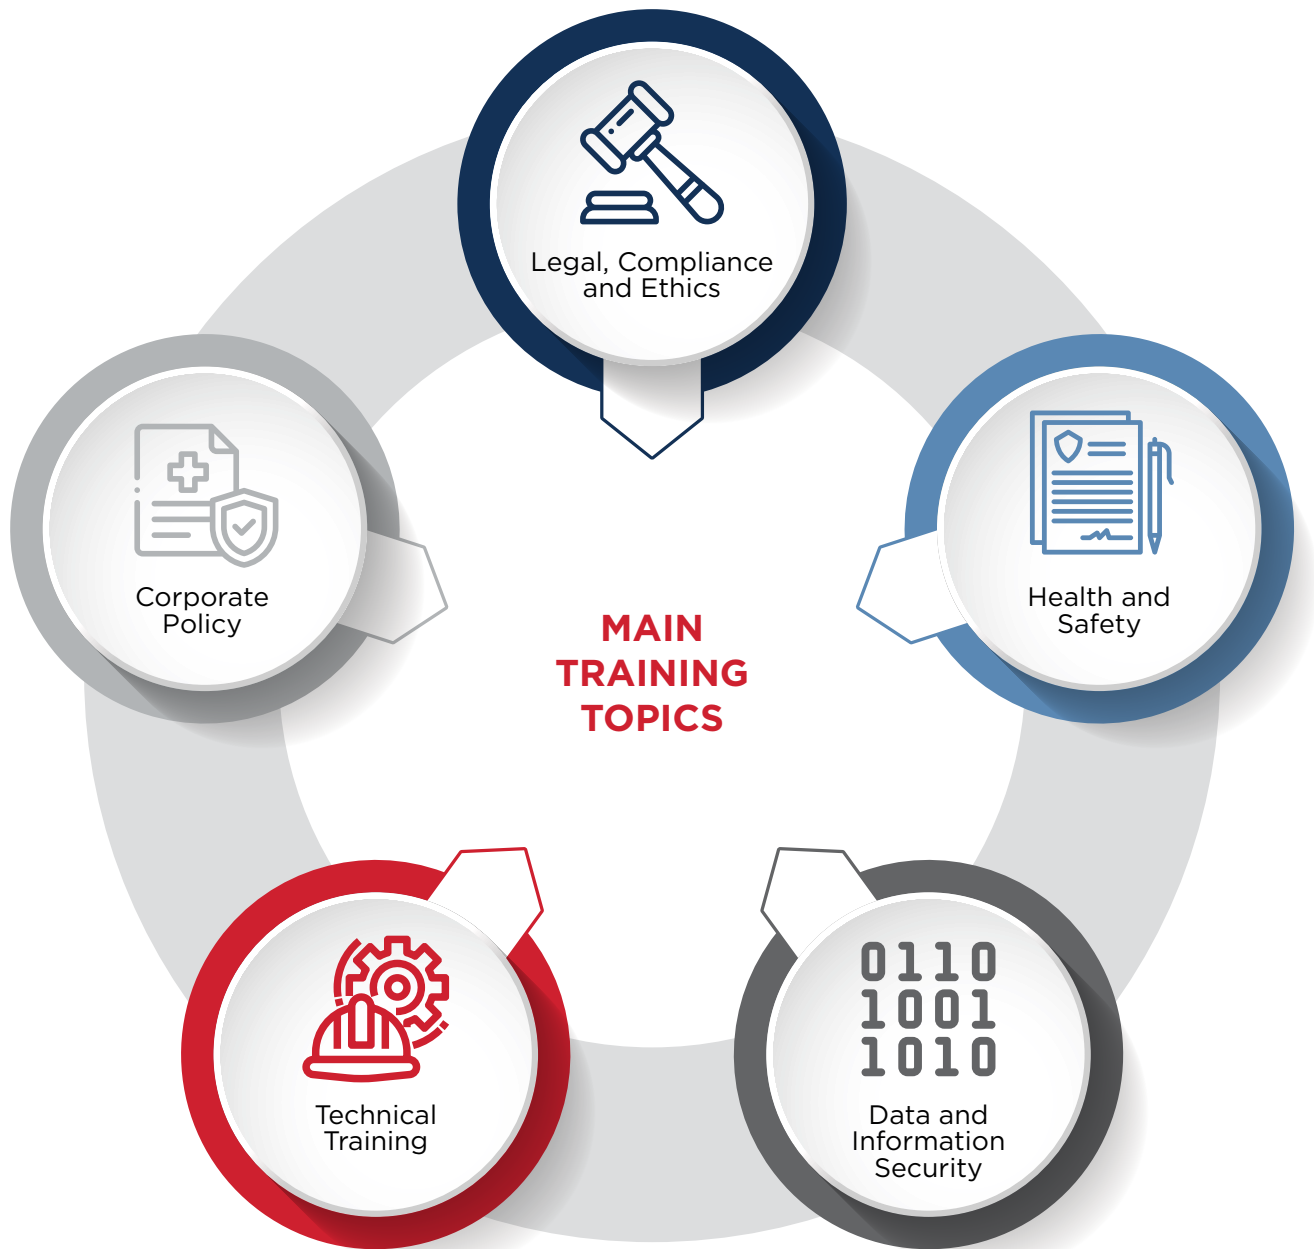 Legal, Compliance
and Ethics
Corporate
Policy
Health and
Safety
MAIN
TRAINING
TOPICS
Technical
Training
0110
1001
1010
Data and
Information
Security